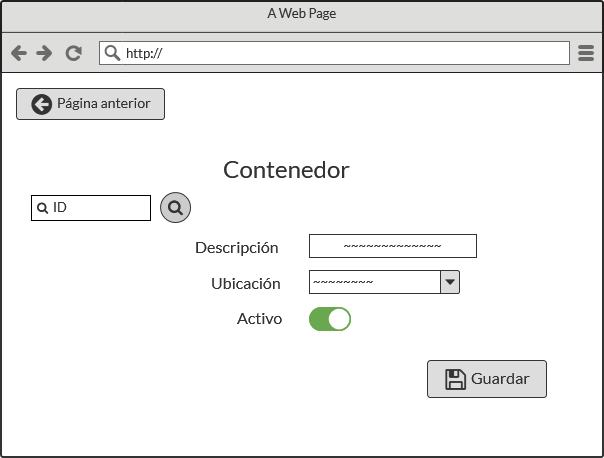 A Web Page
http://
Página anterior
Contenedor
ID
Descripción ~~~~~~~~~~~~~
Ubicación ~~~~~~~~
Activo
Guardar